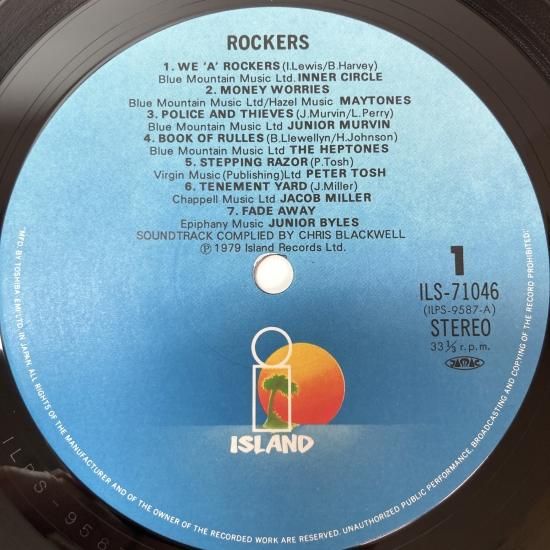 ROCKERS
1. WE 'A' ROCKERS (I.Lewis/B.Harvey)
Blue Mountain Music Ltd. INNER CIRCLE
2. MONEY WORRIES
Blue Mountain Music Ltd/Hazel Music MAYTONES
3. POLICE AND THIEVES (J.Murvin/L.Perry)
Blue Mountain Music Ltd JUNIOR MURVIN
4. BOOK OF RULLES (B.Llewellyn/H.Johnson)
Blue Mountain Music Ltd THE HEPTONES
5. STEPPING RAZOR (P.Tosh)
Virgin Music (Publishing) Ltd PETER TOSH
6. TENEMENT YARD (J.Miller)
Chappell Music Ltd JACOB MILLER
7. FADE AWAY
Epiphany Music JUNIOR BYLES
SOUNDTRACK COMPLIED BY CHRIS BLACKWELL
Ⓟ 1979 Island Records Ltd.
1
ILS-71046
(ILPS-9587-A)
STEREO
33 1/3 r.p.m.
JASRAC
i
ISLAND
MFD. BY TOSHIBA EMI LTD. IN JAPAN. ALL RIGHTS OF THE MANUFACTURER AND OF THE OWNER OF THE RECORDED WORK ARE RESERVED. UNAUTHORIZED PUBLIC PERFORMANCE, BROADCASTING AND COPYING OF THE RECORD PROHIBITED.
ILPS-958